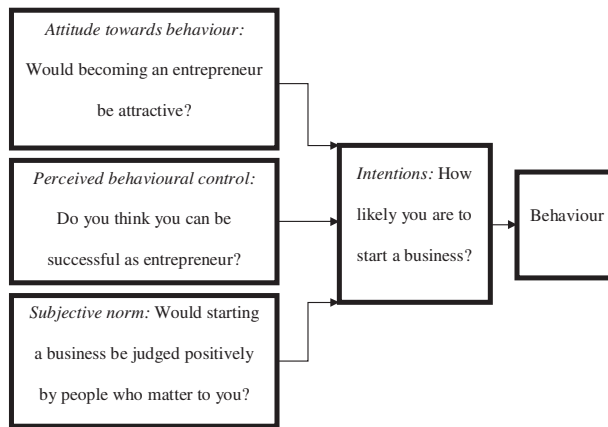 Attitude towards behaviour:
Would becoming an entrepreneur
be attractive?
Perceived behavioural control:
Do you think you can be
successful as entrepreneur?
Subjective norm: Would starting
a business be judged positively
by people who matter to you?
Intentions: How
likely you are to
start a business?
Behaviour